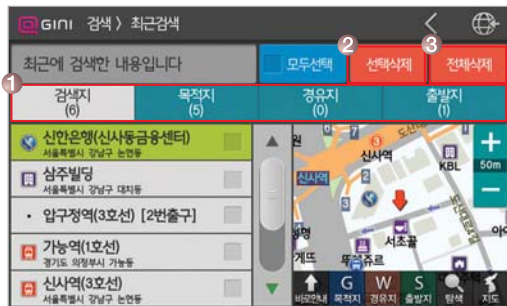 GINI 검색 〉 최근검색
최근에 검색한 내용입니다
모두선택
2
선택삭제
3
전체삭제
1
검색지
(6)
목적지
(5)
경유지
(0)
출발지
(1)
신한은행(신사동금융센터)
서울특별시 강남구 논현동
삼주빌딩
서울특별시 강남구 대치동
· 압구정역(3호선) [2번출구]
가능역(1호선)
경기도 의정부시 가능동
신사역(3호선)
서울특별시 강남구 논현동
신사역
신사역
KBL
50m
서초골
바로안내
G
목적지
W
경유지
S
출발지
탐색
지도